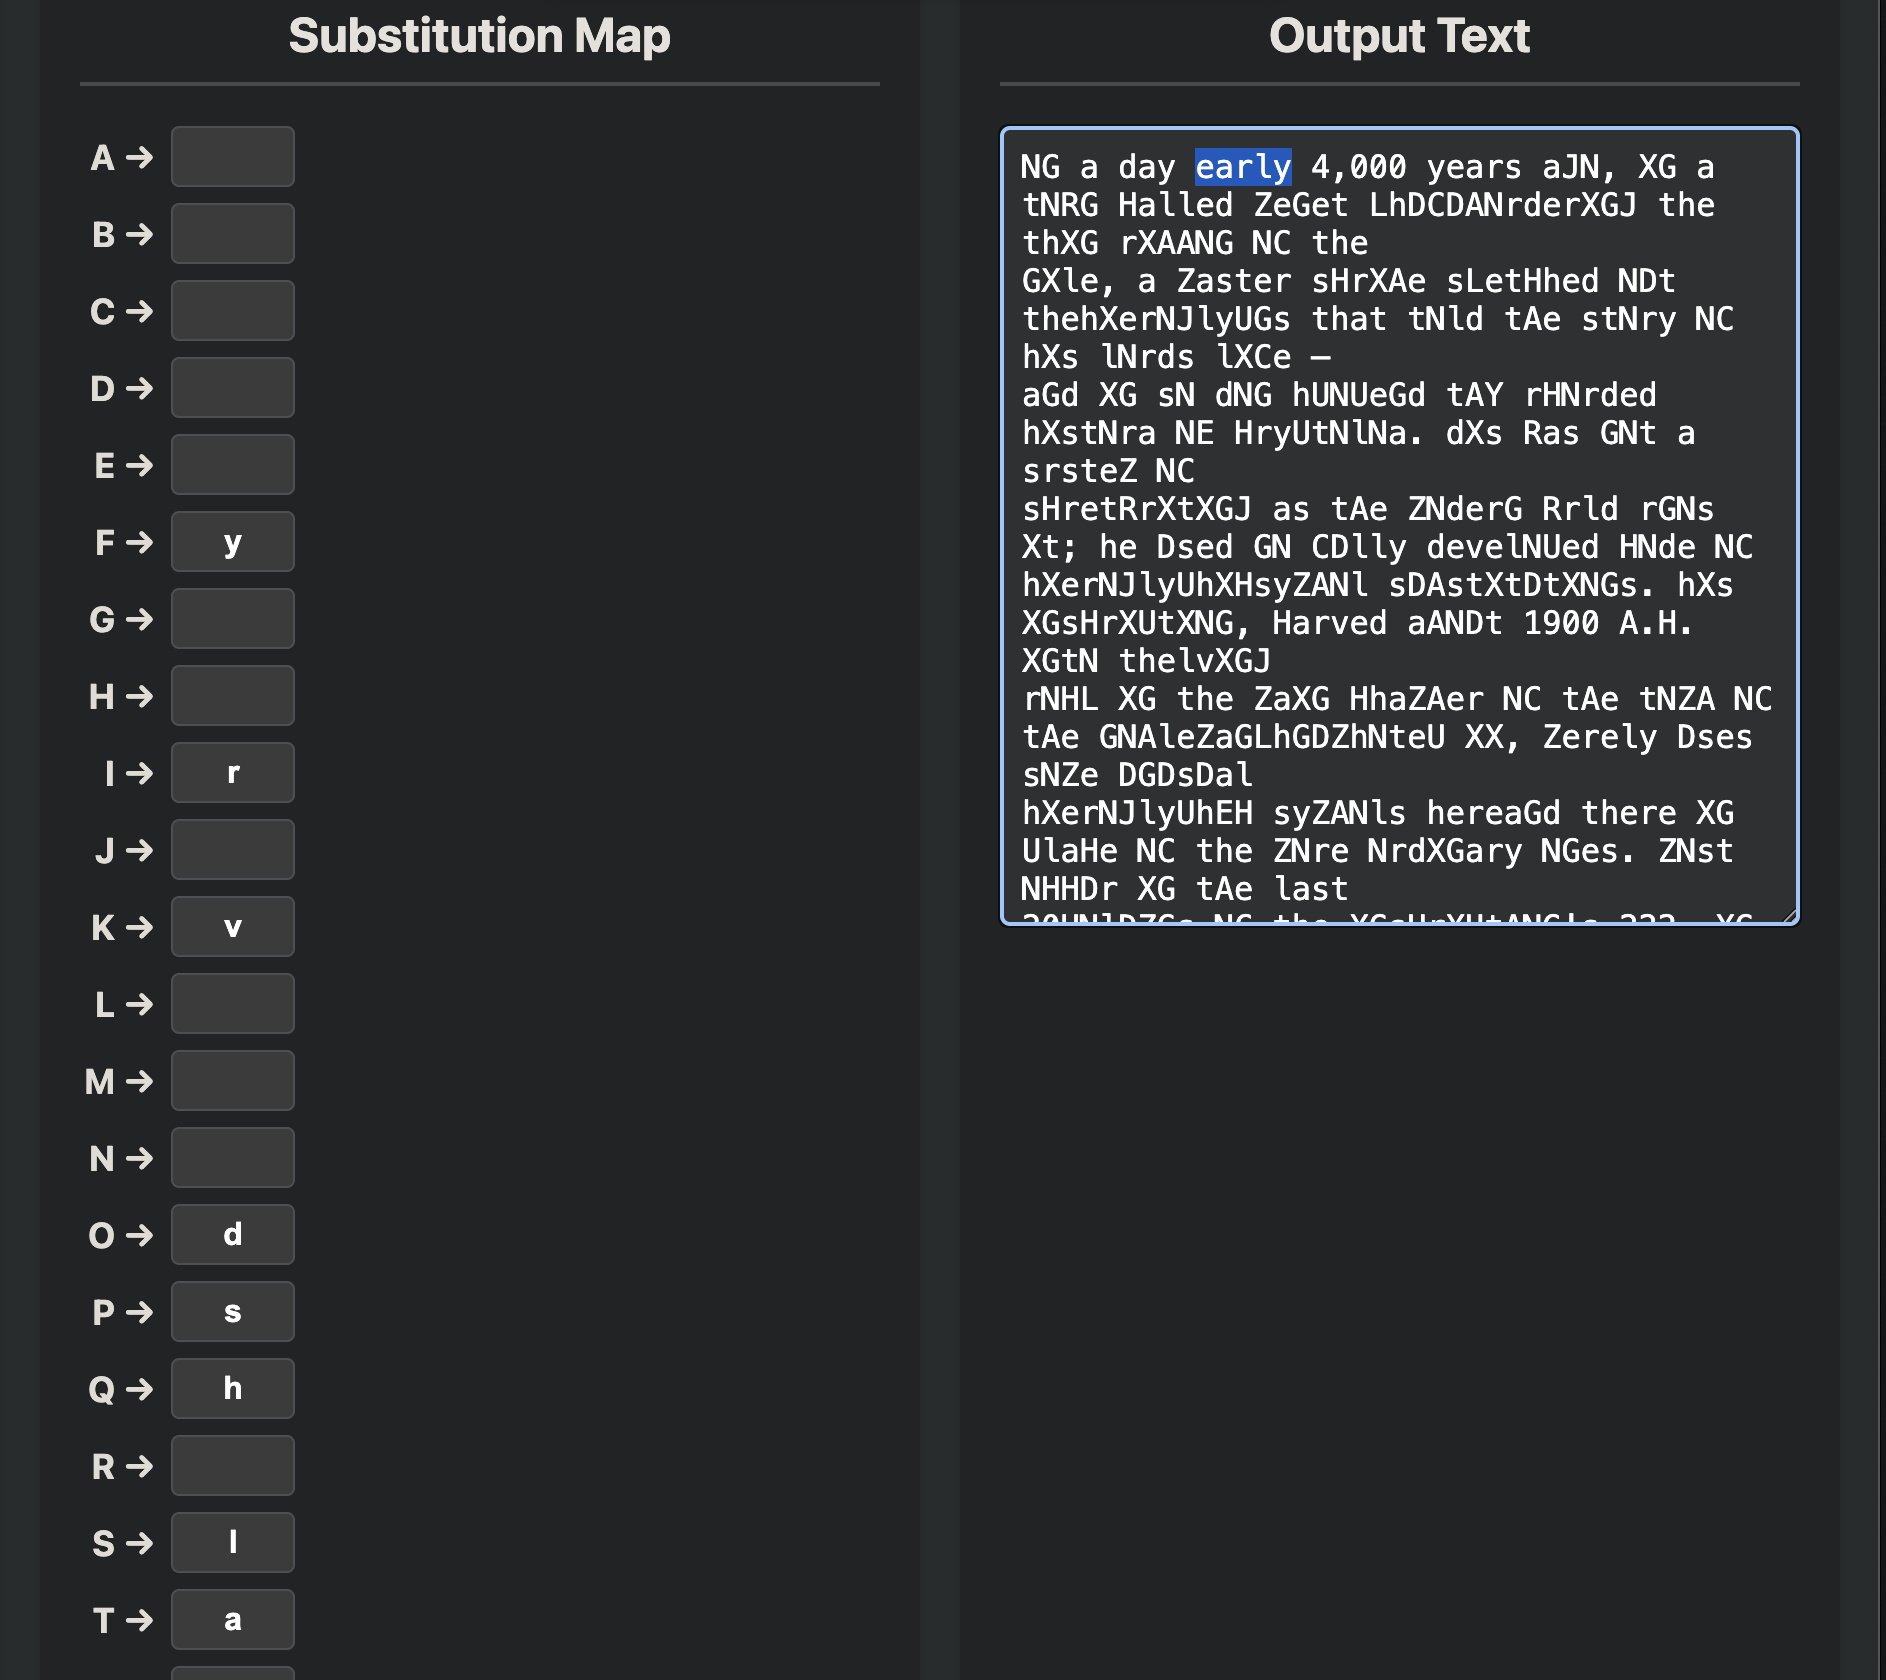 Substitution Map
Output Text
A →
B →
C →
D →
E →
F → y
G →
H →
I → r
J →
K → v
L →
M →
N →
O → d
P → s
Q → h
R →
S → l
T → a
NG a day early 4,000 years aJN, XG a
tNRG Halled ZeGet LhDCDANrderXGJ the
thXG rXAANG NC the
GXle, a Zaster sHrXAe sLetHhed NDt
thehXerNJlyUGs that tNld tAe stNry NC
hXs lNrds lXCe —
aGd XG sN dNG hUNUeGd tAY rHNrded
hXstNra NE HryUtNlNa. dXs Ras GNt a
srsteZ NC
sHretRrXtXGJ as tAe ZNderG Rrld rGNs
Xt; he Dsed GN CDlly develNUed HNde NC
hXerNJlyUhXHsyZANl sDAstXtDtXNGs. hXs
XGsHrXUtXNG, Harved aANDt 1900 A.H.
XGtN thelvXGJ
rNHL XG the ZaXG HhaZAer NC tAe tNZA NC
tAe GNAleZaGLhGDZhNteU XX, Zerely Dses
sNZe DGDsDal
hXerNJlyUhEH syZANls hereaGd there XG
UlaHe NC the ZNre NrdXGary NGes. ZNst
NHHDr XG tAe last